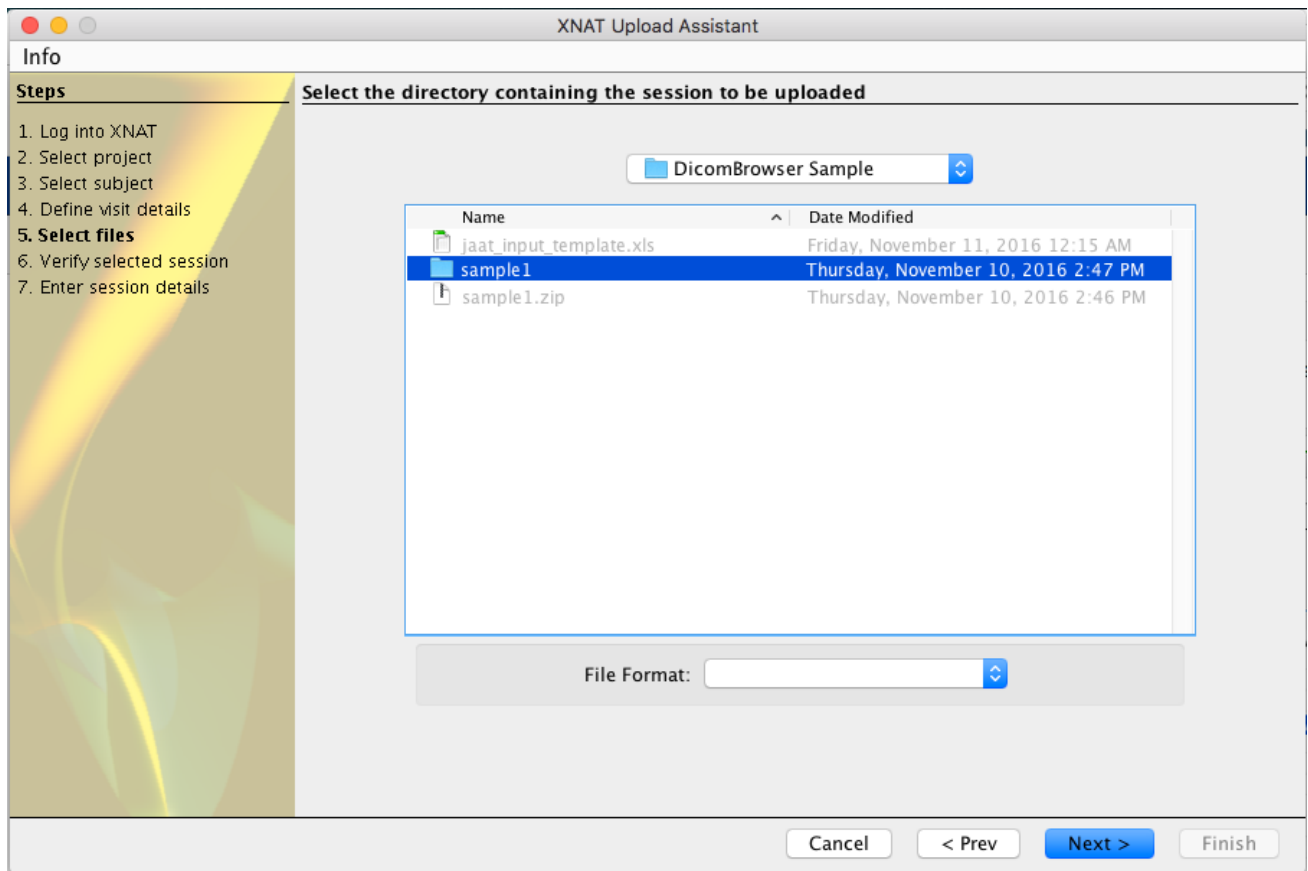 XNAT Upload Assistant
Info
Steps
1. Log into XNAT
2. Select project
3. Select subject
4. Define visit details
5. Select files
6. Verify selected session
7. Enter session details
Select the directory containing the session to be uploaded
DicomBrowser Sample
Name Date Modified
jaat_input_template.xls Friday, November 11, 2016 12:15 AM
sample1 Thursday, November 10, 2016 2:47 PM
sample1.zip Thursday, November 10, 2016 2:46 PM
File Format:
Cancel < Prev Next > Finish